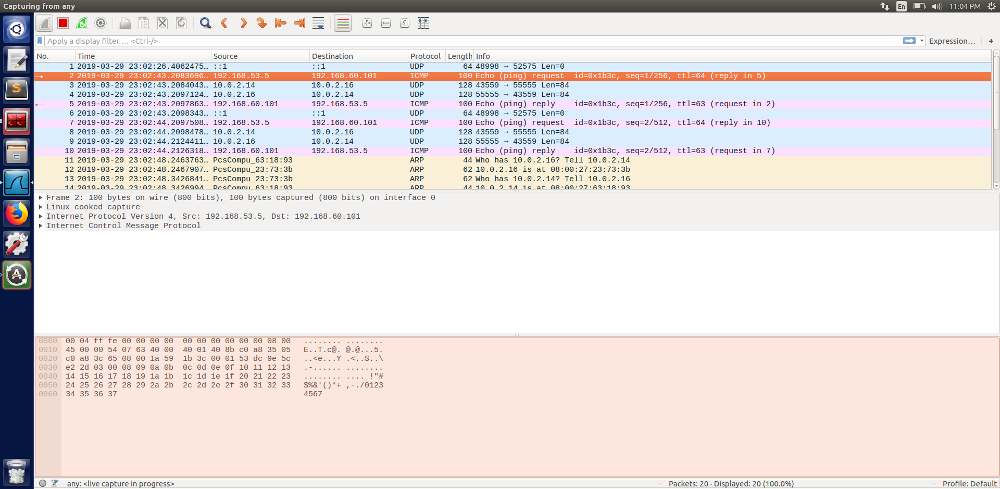 Capturing from any
En
11:04 PM
Apply a display filter … <Ctrl-/>
Expression…
+
No. Time Source Destination Protocol Length Info
1 2019-03-29 23:02:26.4062475… ::1 ::1 UDP 64 48998 → 52575 Len=0
2 2019-03-29 23:02:43.2083696… 192.168.53.5 192.168.60.101 ICMP 100 Echo (ping) request id=0x1b3c, seq=1/256, ttl=64 (reply in 5)
3 2019-03-29 23:02:43.2084043… 10.0.2.14 10.0.2.16 UDP 128 43559 → 55555 Len=84
4 2019-03-29 23:02:43.2097124… 10.0.2.16 10.0.2.14 UDP 128 55555 → 43559 Len=84
5 2019-03-29 23:02:43.2097863… 192.168.60.101 192.168.53.5 ICMP 100 Echo (ping) reply id=0x1b3c, seq=1/256, ttl=63 (request in 2)
6 2019-03-29 23:02:43.2098343… ::1 ::1 UDP 64 48998 → 52575 Len=0
7 2019-03-29 23:02:44.2097508… 192.168.53.5 192.168.60.101 ICMP 100 Echo (ping) request id=0x1b3c, seq=2/512, ttl=64 (reply in 10)
8 2019-03-29 23:02:44.2098478… 10.0.2.14 10.0.2.16 UDP 128 43559 → 55555 Len=84
9 2019-03-29 23:02:44.2124411… 10.0.2.16 10.0.2.14 UDP 128 55555 → 43559 Len=84
10 2019-03-29 23:02:44.2126318… 192.168.60.101 192.168.53.5 ICMP 100 Echo (ping) reply id=0x1b3c, seq=2/512, ttl=63 (request in 7)
11 2019-03-29 23:02:48.2463763… PcsCompu_63:18:93 ARP 44 Who has 10.0.2.16? Tell 10.0.2.14
12 2019-03-29 23:02:48.2467907… PcsCompu_23:73:3b ARP 62 10.0.2.16 is at 08:00:27:23:73:3b
13 2019-03-29 23:02:48.3426841… PcsCompu_23:73:3b ARP 62 Who has 10.0.2.14? Tell 10.0.2.16
14 2019-03-29 23:02:48.3426994… PcsCompu_63:18:93 ARP 44 10.0.2.14 is at 08:00:27:63:18:93
Frame 2: 100 bytes on wire (800 bits), 100 bytes captured (800 bits) on interface 0
Linux cooked capture
Internet Protocol Version 4, Src: 192.168.53.5, Dst: 192.168.60.101
Internet Control Message Protocol
0000 00 04 ff fe 00 00 00 00 00 00 00 00 00 00 08 00 ........ ........
0010 45 00 00 54 07 63 40 00 40 01 40 8b c0 a8 35 05 E..T.c@. @.@...5.
0020 c0 a8 3c 65 08 00 1a 59 1b 3c 00 01 53 dc 9e 5c ..<e...Y .<..S..\
0030 e2 2d 03 00 08 09 0a 0b 0c 0d 0e 0f 10 11 12 13 .-...... ........
0040 14 15 16 17 18 19 1a 1b 1c 1d 1e 1f 20 21 22 23 ........ .... !"#
0050 24 25 26 27 28 29 2a 2b 2c 2d 2e 2f 30 31 32 33 $%&'()*+ ,-./0123
0060 34 35 36 37 4567
any: <live capture in progress>
Packets: 20 · Displayed: 20 (100.0%)
Profile: Default